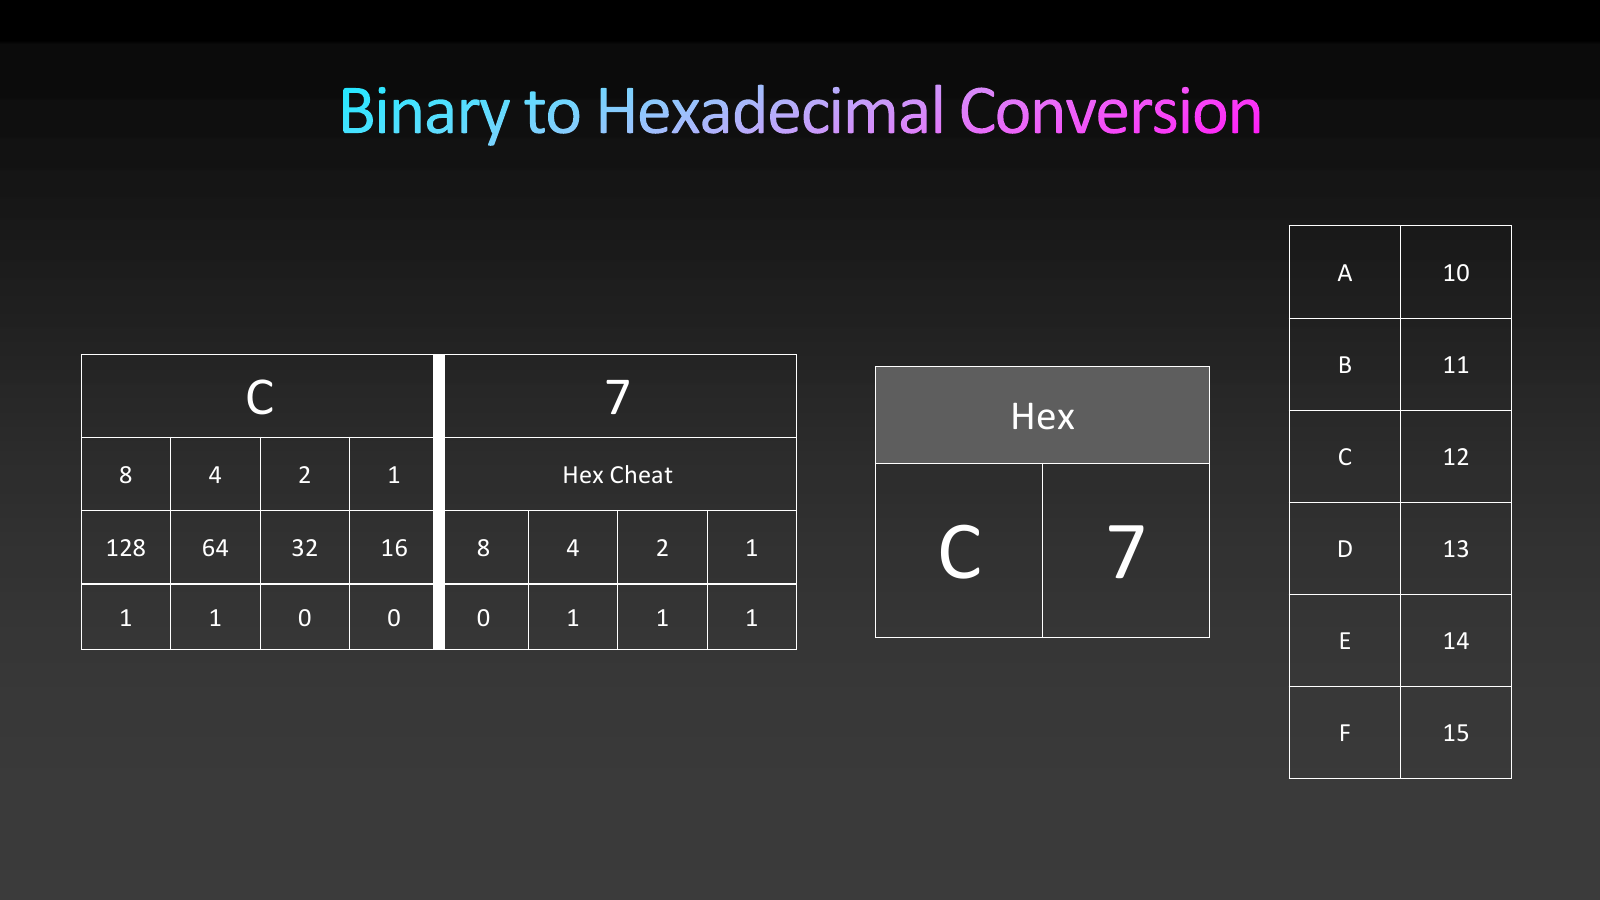 Binary to Hexadecimal Conversion
C 7
8 4 2 1 Hex Cheat
128 64 32 16 8 4 2 1
1 1 0 0 0 1 1 1
Hex
C 7
A 10
B 11
C 12
D 13
E 14
F 15